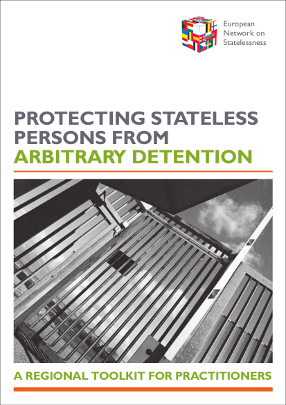 European
Network on
Statelessness
PROTECTING STATELESS
PERSONS FROM
ARBITRARY DETENTION
A REGIONAL TOOLKIT FOR PRACTITIONERS